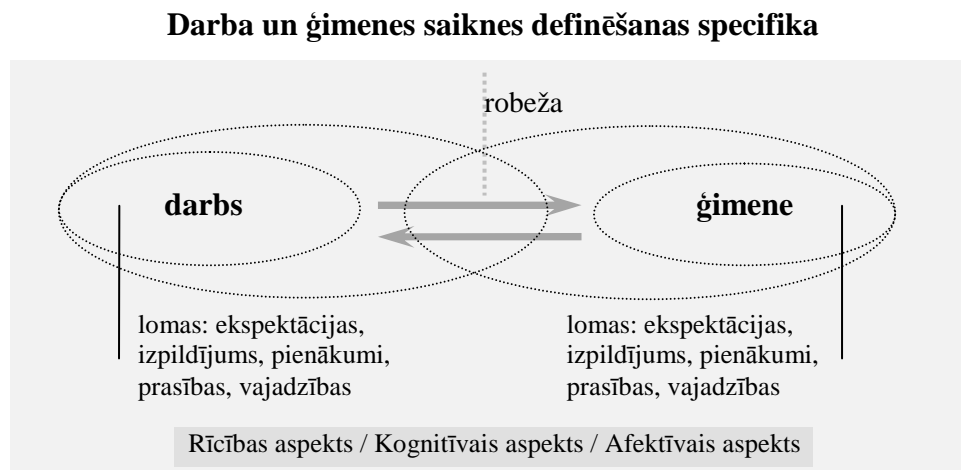 Darba un ģimenes saiknes definēšanas specifika
robeža
darbs
ģimene
lomas: ekspektācijas,
izpildījums, pienākumi,
prasības, vajadzības
lomas: ekspektācijas,
izpildījums, pienākumi,
prasības, vajadzības
Rīcības aspekts / Kognitīvais aspekts / Afektīvais aspekts